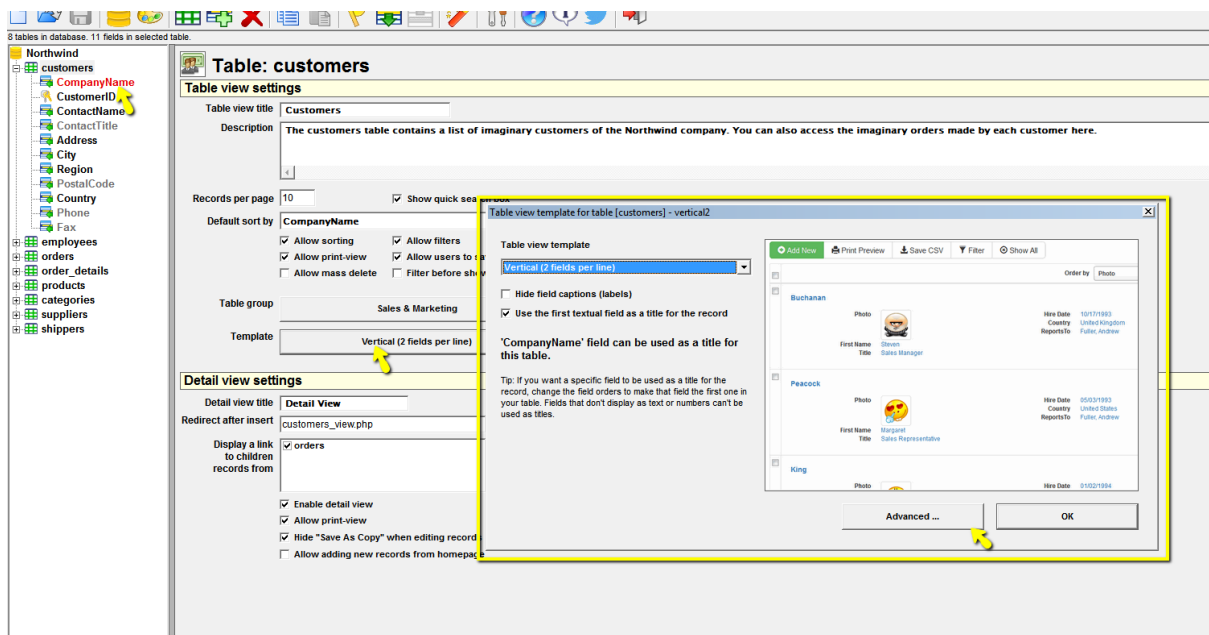 8 tables in database. 11 fields in selected table.
Northwind
customers
CompanyName
CustomerID
ContactName
ContactTitle
Address
City
Region
PostalCode
Country
Phone
Fax
employees
orders
order_details
products
categories
suppliers
shippers
Table: customers
Table view settings
Table view title Customers
Description The customers table contains a list of imaginary customers of the Northwind company. You can also access the imaginary orders made by each customer here.
Records per page 10 Show quick search box
Default sort by CompanyName
Allow sorting Allow filters
Allow print-view Allow users to
Allow mass delete Filter before
Table group Sales & Marketing
Template Vertical (2 fields per line)
Detail view settings
Detail view title Detail View
Redirect after insert customers_view.php
Display a link orders
to children
records from
Enable detail view
Allow print-view
Hide "Save As Copy" when editing records
Allow adding new records from homepage
Table view template for table [customers] - vertical2
Table view template
Vertical (2 fields per line)
Hide field captions (labels)
Use the first textual field as a title for the record
'CompanyName' field can be used as a title for
this table.
Tip: If you want a specific field to be used as a title for the
record, change the field orders to make that field the first one in
your table. Fields that don't display as text or numbers can't be
used as titles.
Add New Print Preview Save CSV Filter Show All
Order by Photo
Buchanan
Photo Hire Date 10/17/1993
Country United Kingdom
ReportsTo Fuller, Andrew
First Name Steven
Title Sales Manager
Peacock
Photo Hire Date 05/03/1993
Country United States
ReportsTo Fuller, Andrew
First Name Margaret
Title Sales Representative
King
Photo Hire Date 01/02/1994
Advanced ... OK